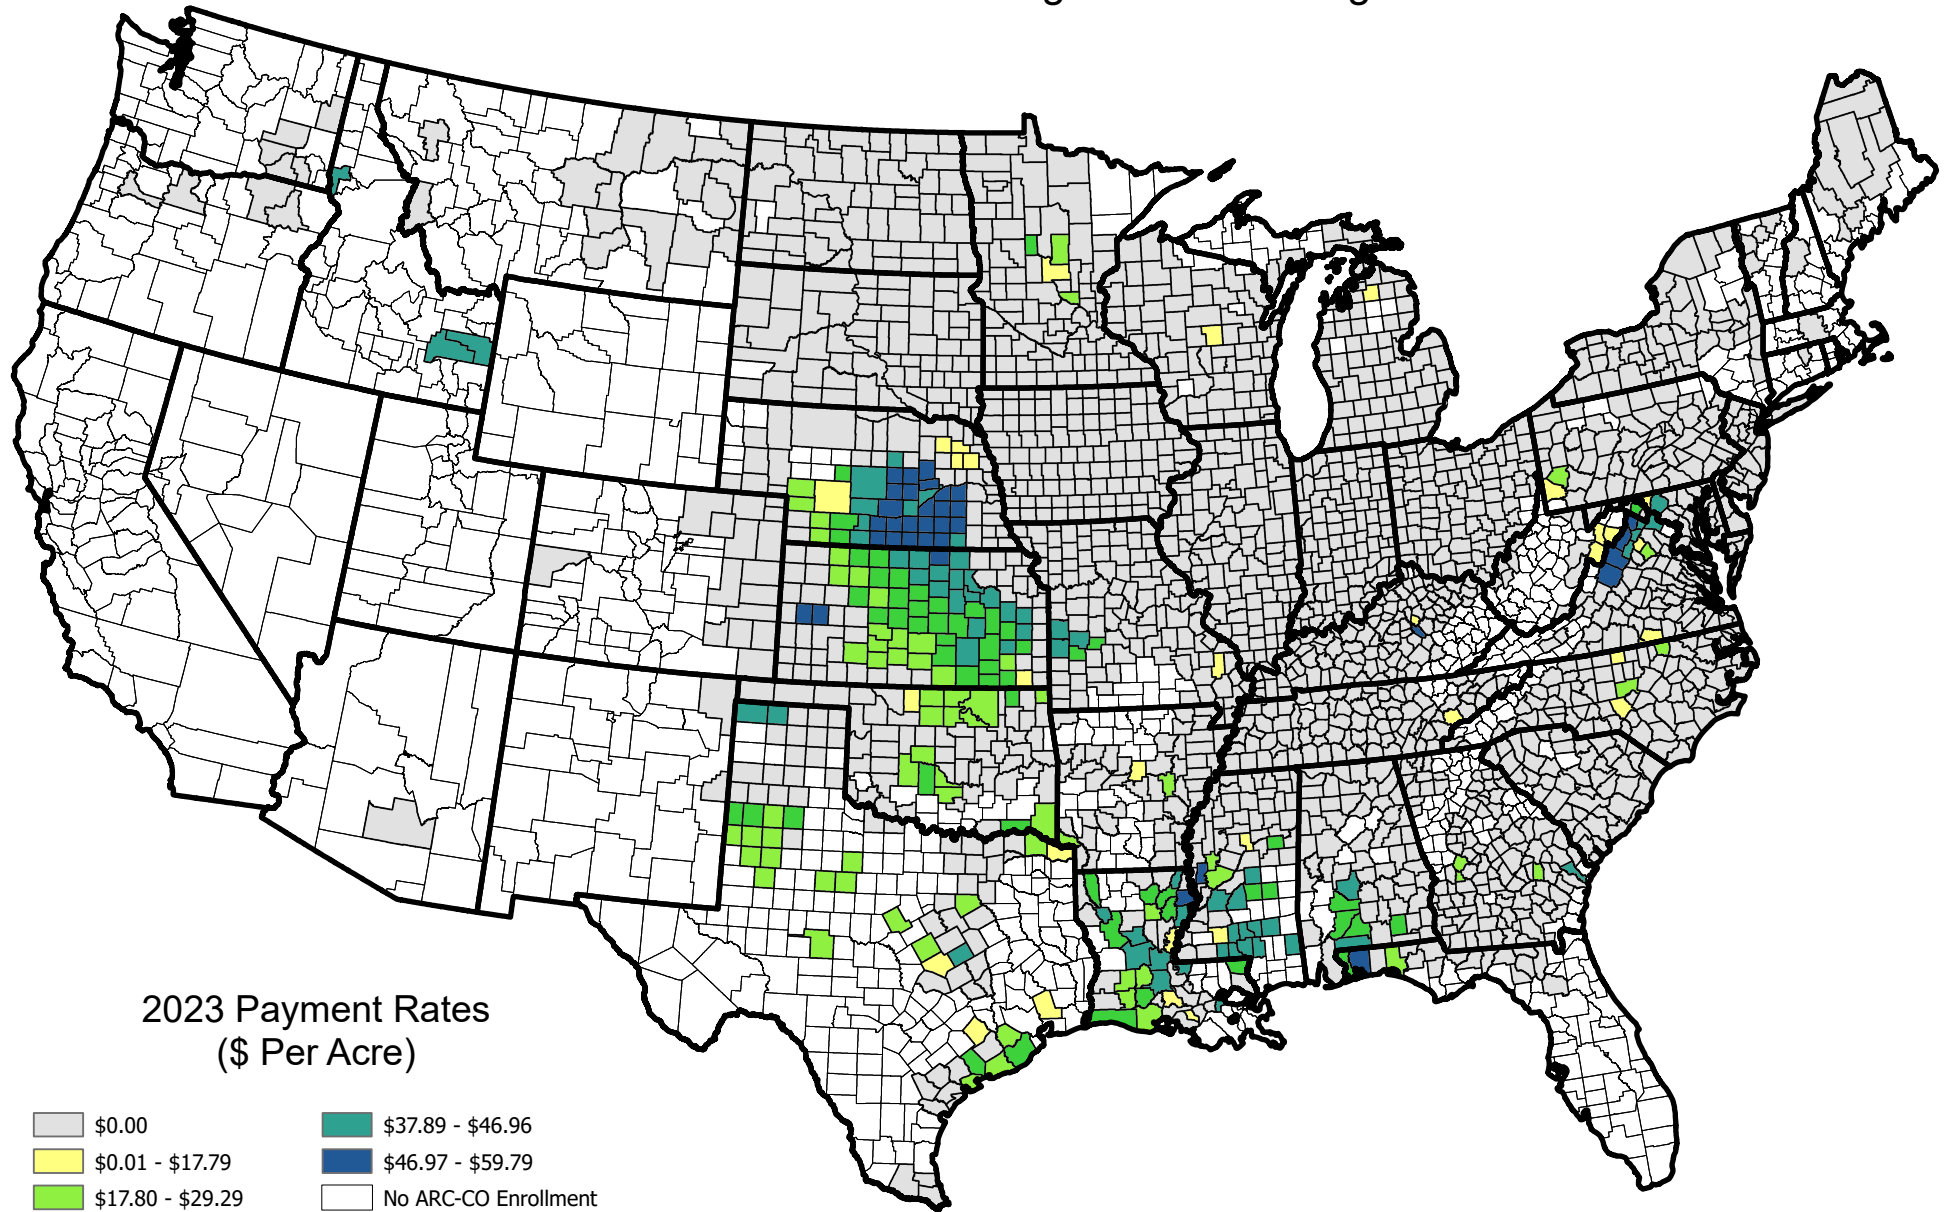 2023 Payment Rates
($ Per Acre)
$0.00
$0.01 - $17.79
$17.80 - $29.29
$37.89 - $46.96
$46.97 - $59.79
No ARC-CO Enrollment